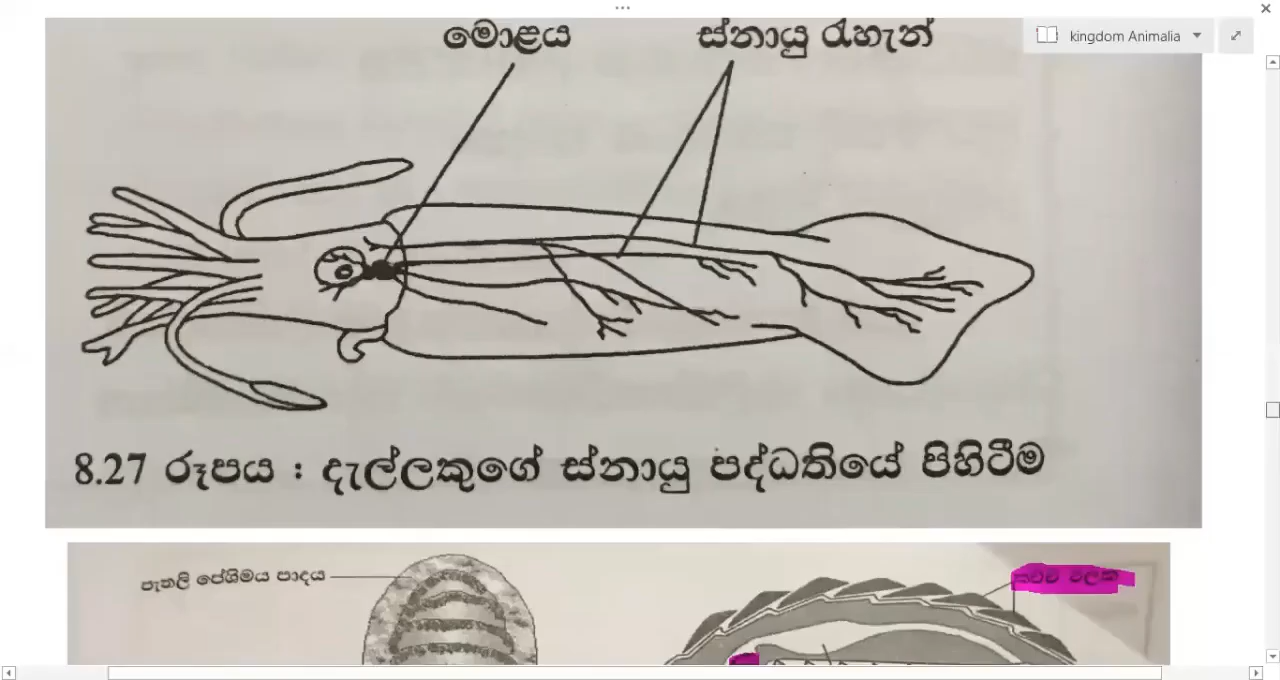 kingdom Animalia
මොළය
ස්නායු රැහැන්
8.27 රූපය : දැල්ලකුගේ ස්නායු පද්ධතියේ පිහිටීම
පැතලි පේශිමය පාදය